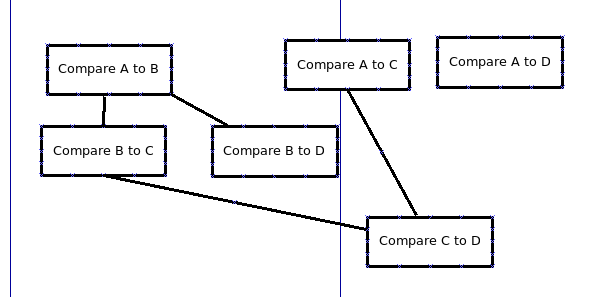 Compare A to B
Compare A to C
Compare A to D
Compare B to C
Compare B to D
Compare C to D